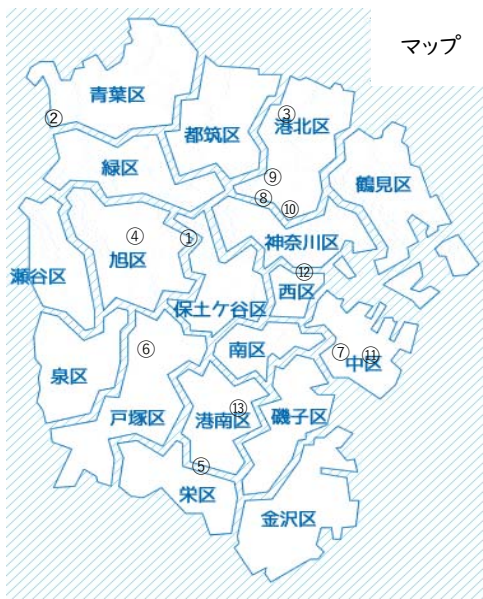 マップ
青葉区
②
都筑区
③
港北区
緑区
⑨
鶴見区
⑧
⑩
④
①
神奈川区
旭区
瀬谷区
⑫
西区
保土ケ谷区
⑥
南区
⑦
⑪
中区
泉区
戸塚区
⑬
港南区
磯子区
⑤
栄区
金沢区